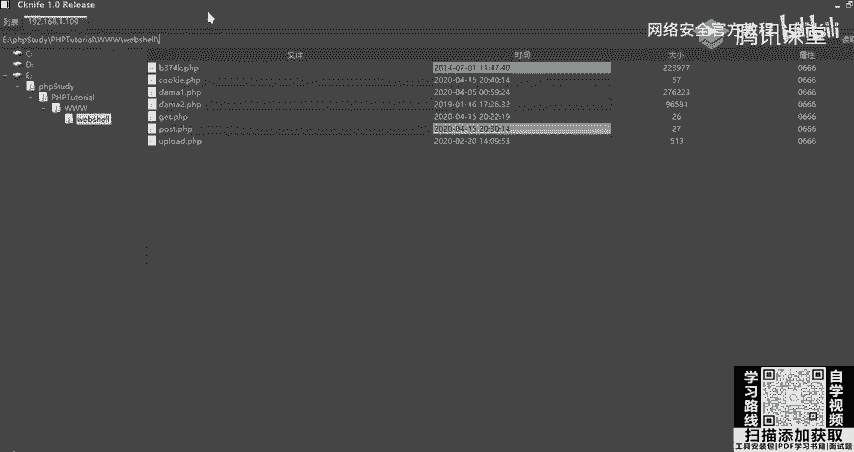 Cknife 1.0 Release
列表 192.168.1.109
网络安全官方教程
腾讯课堂
bilibili
E:\phpStudy\PHPTutorial\WWW\webshell\
C:
D:
E:
phpStudy
PHPTutorial
WWW
webshell
文件 时间 大小 属性
b374k.php 2014-07-01 11:47:40 223977 0666
cookie.php 2020-04-15 20:40:14 57 0666
dama1.php 2020-04-05 00:59:24 276223 0666
dama2.php 2019-01-16 17:26:32 96581 0666
get.php 2020-04-15 20:22:19 26 0666
post.php 2020-04-15 20:30:14 27 0666
upload.php 2020-02-20 14:09:53 513 0666
学习路线
自学视频
扫描添加获取
工具安装包|PDF学习书籍|面试题